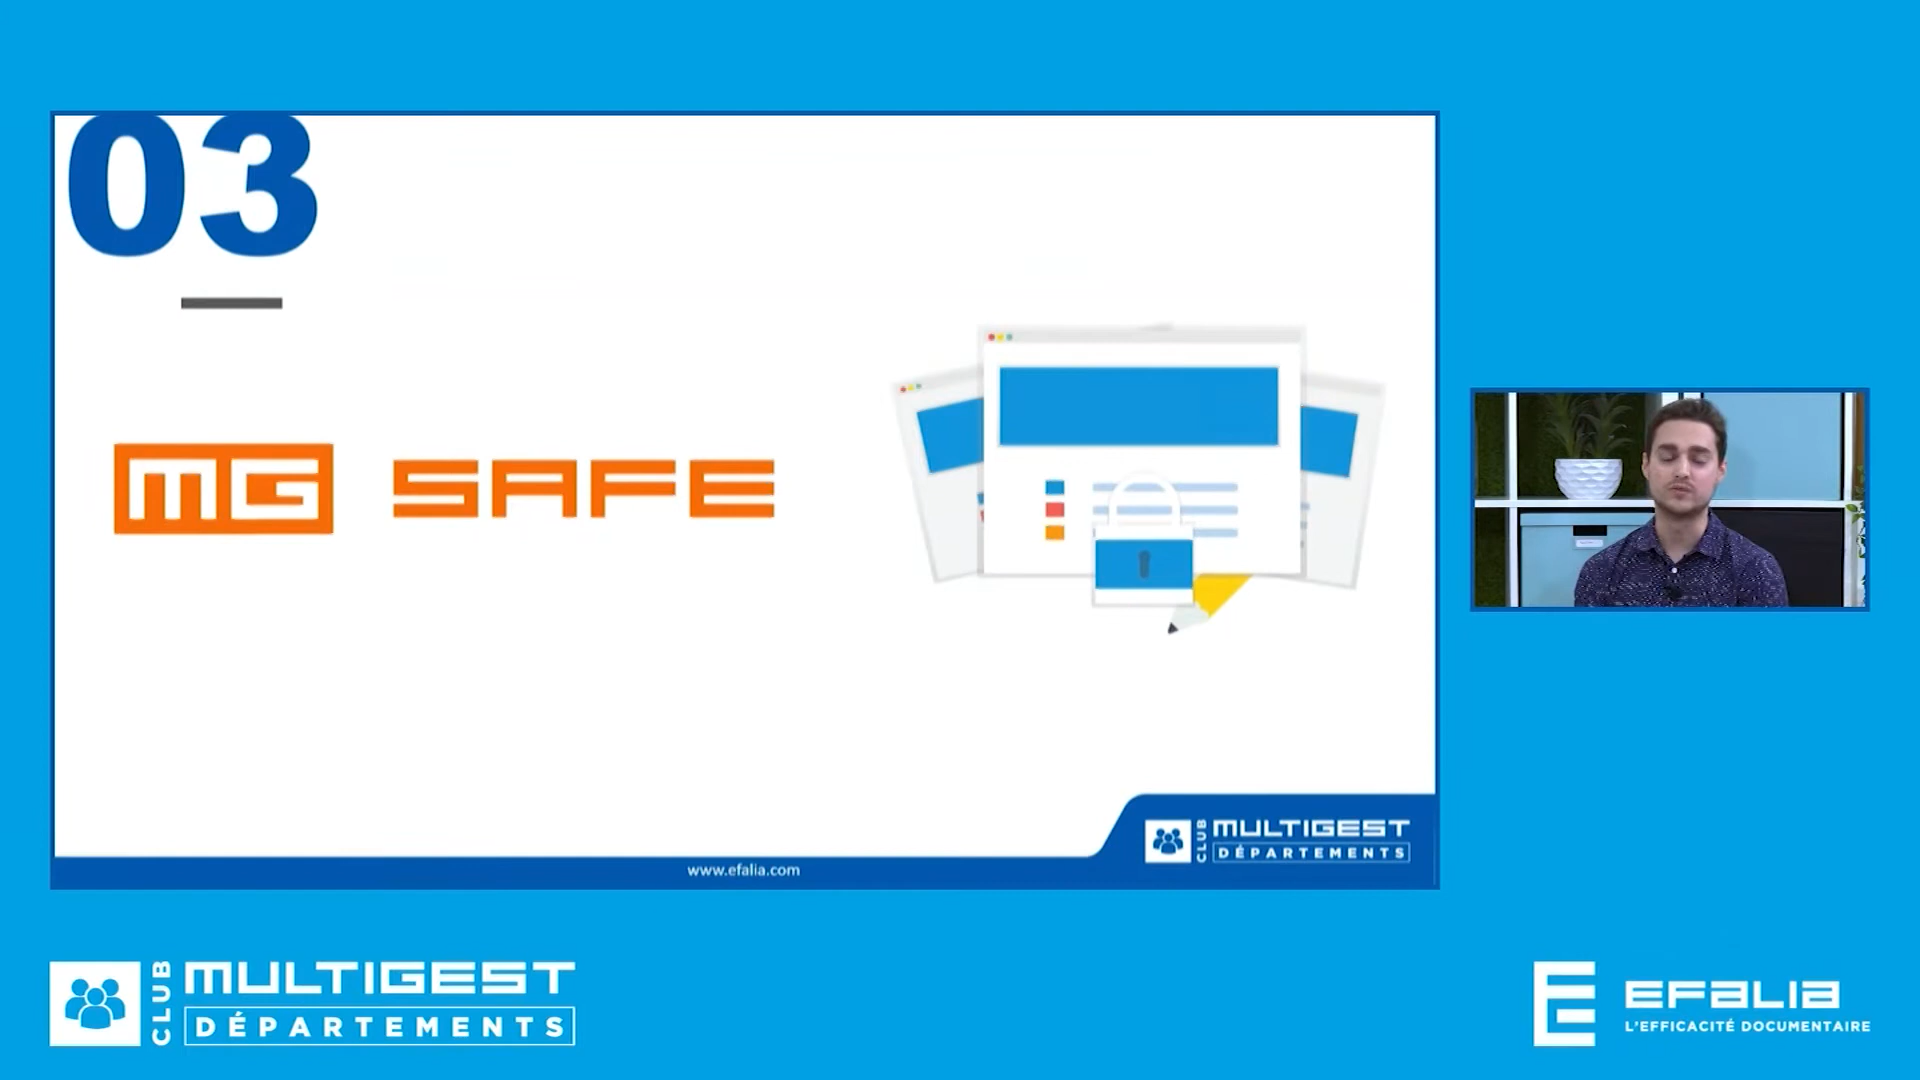 03
MG SAFE
www.efalia.com
CLUB
MULTIGEST
DÉPARTEMENTS
CLUB
MULTIGEST
DÉPARTEMENTS
EFALIA
L'EFFICACITÉ DOCUMENTAIRE